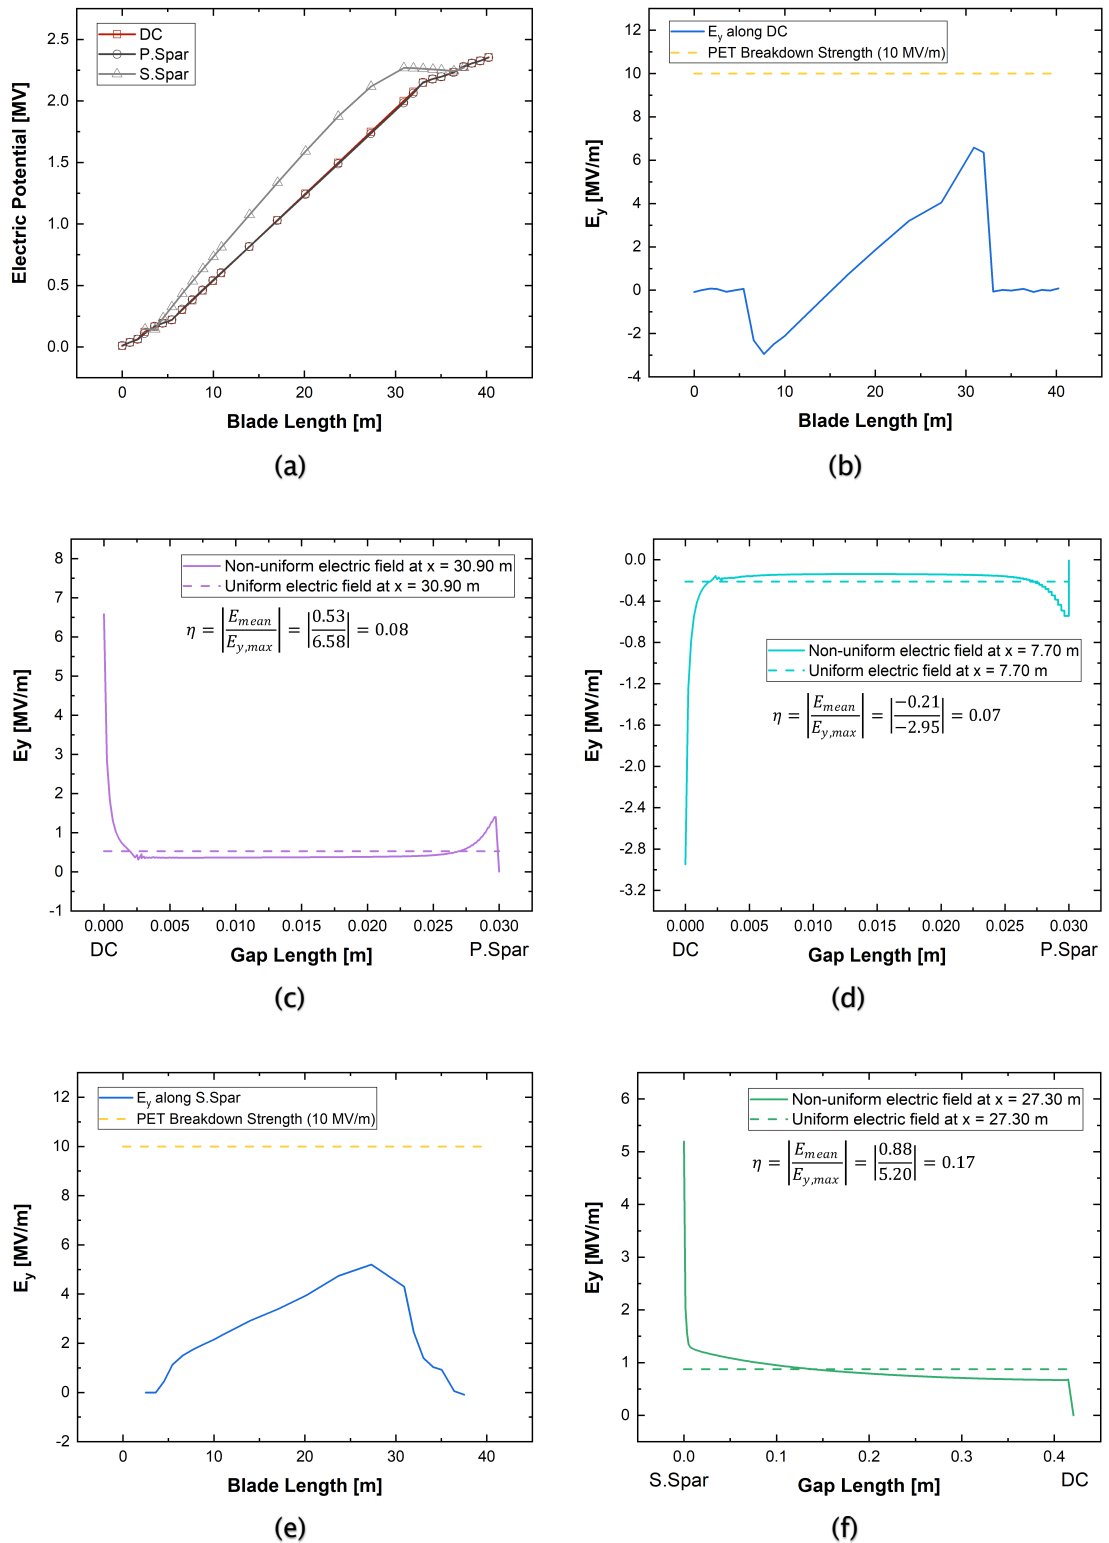 DC
P.Spar
S.Spar
2.5
2.0
1.5
1.0
0.5
0.0
Electric Potential [MV]
0 10 20 30 40
Blade Length [m]
(a)
E_y along DC
PET Breakdown Strength (10 MV/m)
12
10
8
6
4
2
0
-2
-4
E_y [MV/m]
0 10 20 30 40
Blade Length [m]
(b)
Non-uniform electric field at x = 30.90 m
Uniform electric field at x = 30.90 m
η = |E_mean / E_y,max| = |0.53 / 6.58| = 0.08
8
7
6
5
4
3
2
1
0
-1
Ey [MV/m]
0.000 0.005 0.010 0.015 0.020 0.025 0.030
DC Gap Length [m] P.Spar
(c)
0.0
-0.4
-0.8
-1.2
-1.6
-2.0
-2.4
-2.8
-3.2
Ey [MV/m]
Non-uniform electric field at x = 7.70 m
Uniform electric field at x = 7.70 m
η = |E_mean / E_y,max| = |-0.21 / -2.95| = 0.07
0.000 0.005 0.010 0.015 0.020 0.025 0.030
DC Gap Length [m] P.Spar
(d)
E_y along S.Spar
PET Breakdown Strength (10 MV/m)
12
10
8
6
4
2
0
-2
E_y [MV/m]
0 10 20 30 40
Blade Length [m]
(e)
Non-uniform electric field at x = 27.30 m
Uniform electric field at x = 27.30 m
η = |E_mean / E_y,max| = |0.88 / 5.20| = 0.17
6
5
4
3
2
1
0
Ey [MV/m]
0.0 0.1 0.2 0.3 0.4
S.Spar Gap Length [m] DC
(f)